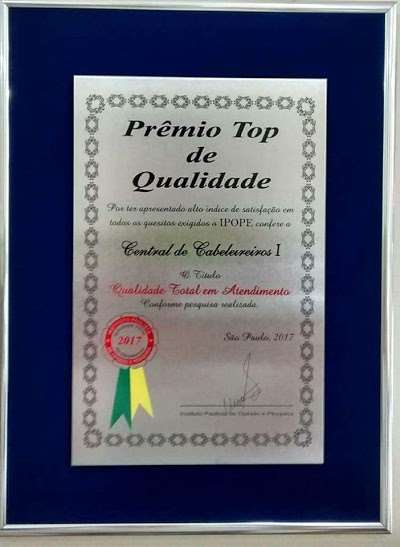 Prêmio Top
de
Qualidade
Por ter apresentado alto índice de satisfação em
todos os quesitos exigidos o IPOPE confere a
Central de Cabeleireiros I
O Título
Qualidade Total em Atendimento
Conforme pesquisa realizada.
2017
São Paulo, 2017
Instituto Paulista de Opinião e Pesquisa